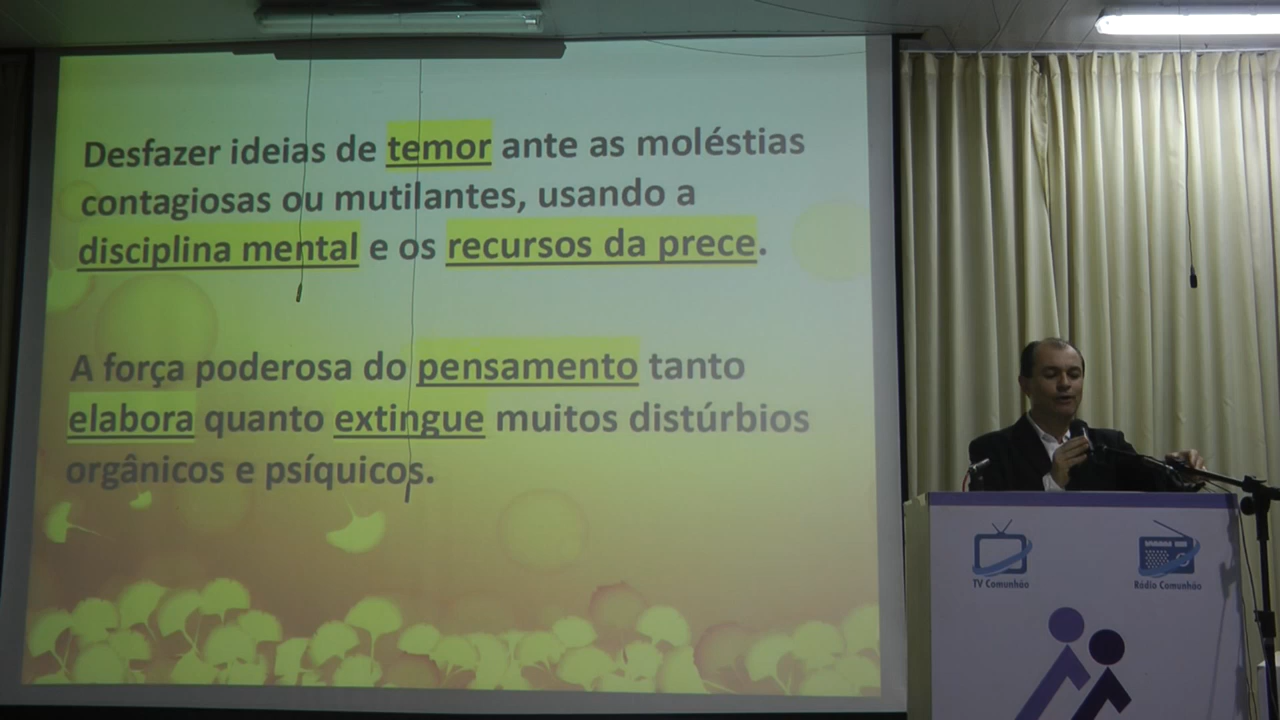 Desfazer ideias de temor ante as moléstias
contagiosas ou mutilantes, usando a
disciplina mental e os recursos da prece.
A força poderosa do pensamento tanto
elabora quanto extingue muitos distúrbios
orgânicos e psíquicos.
TV Comunhão
Rádio Comunhão